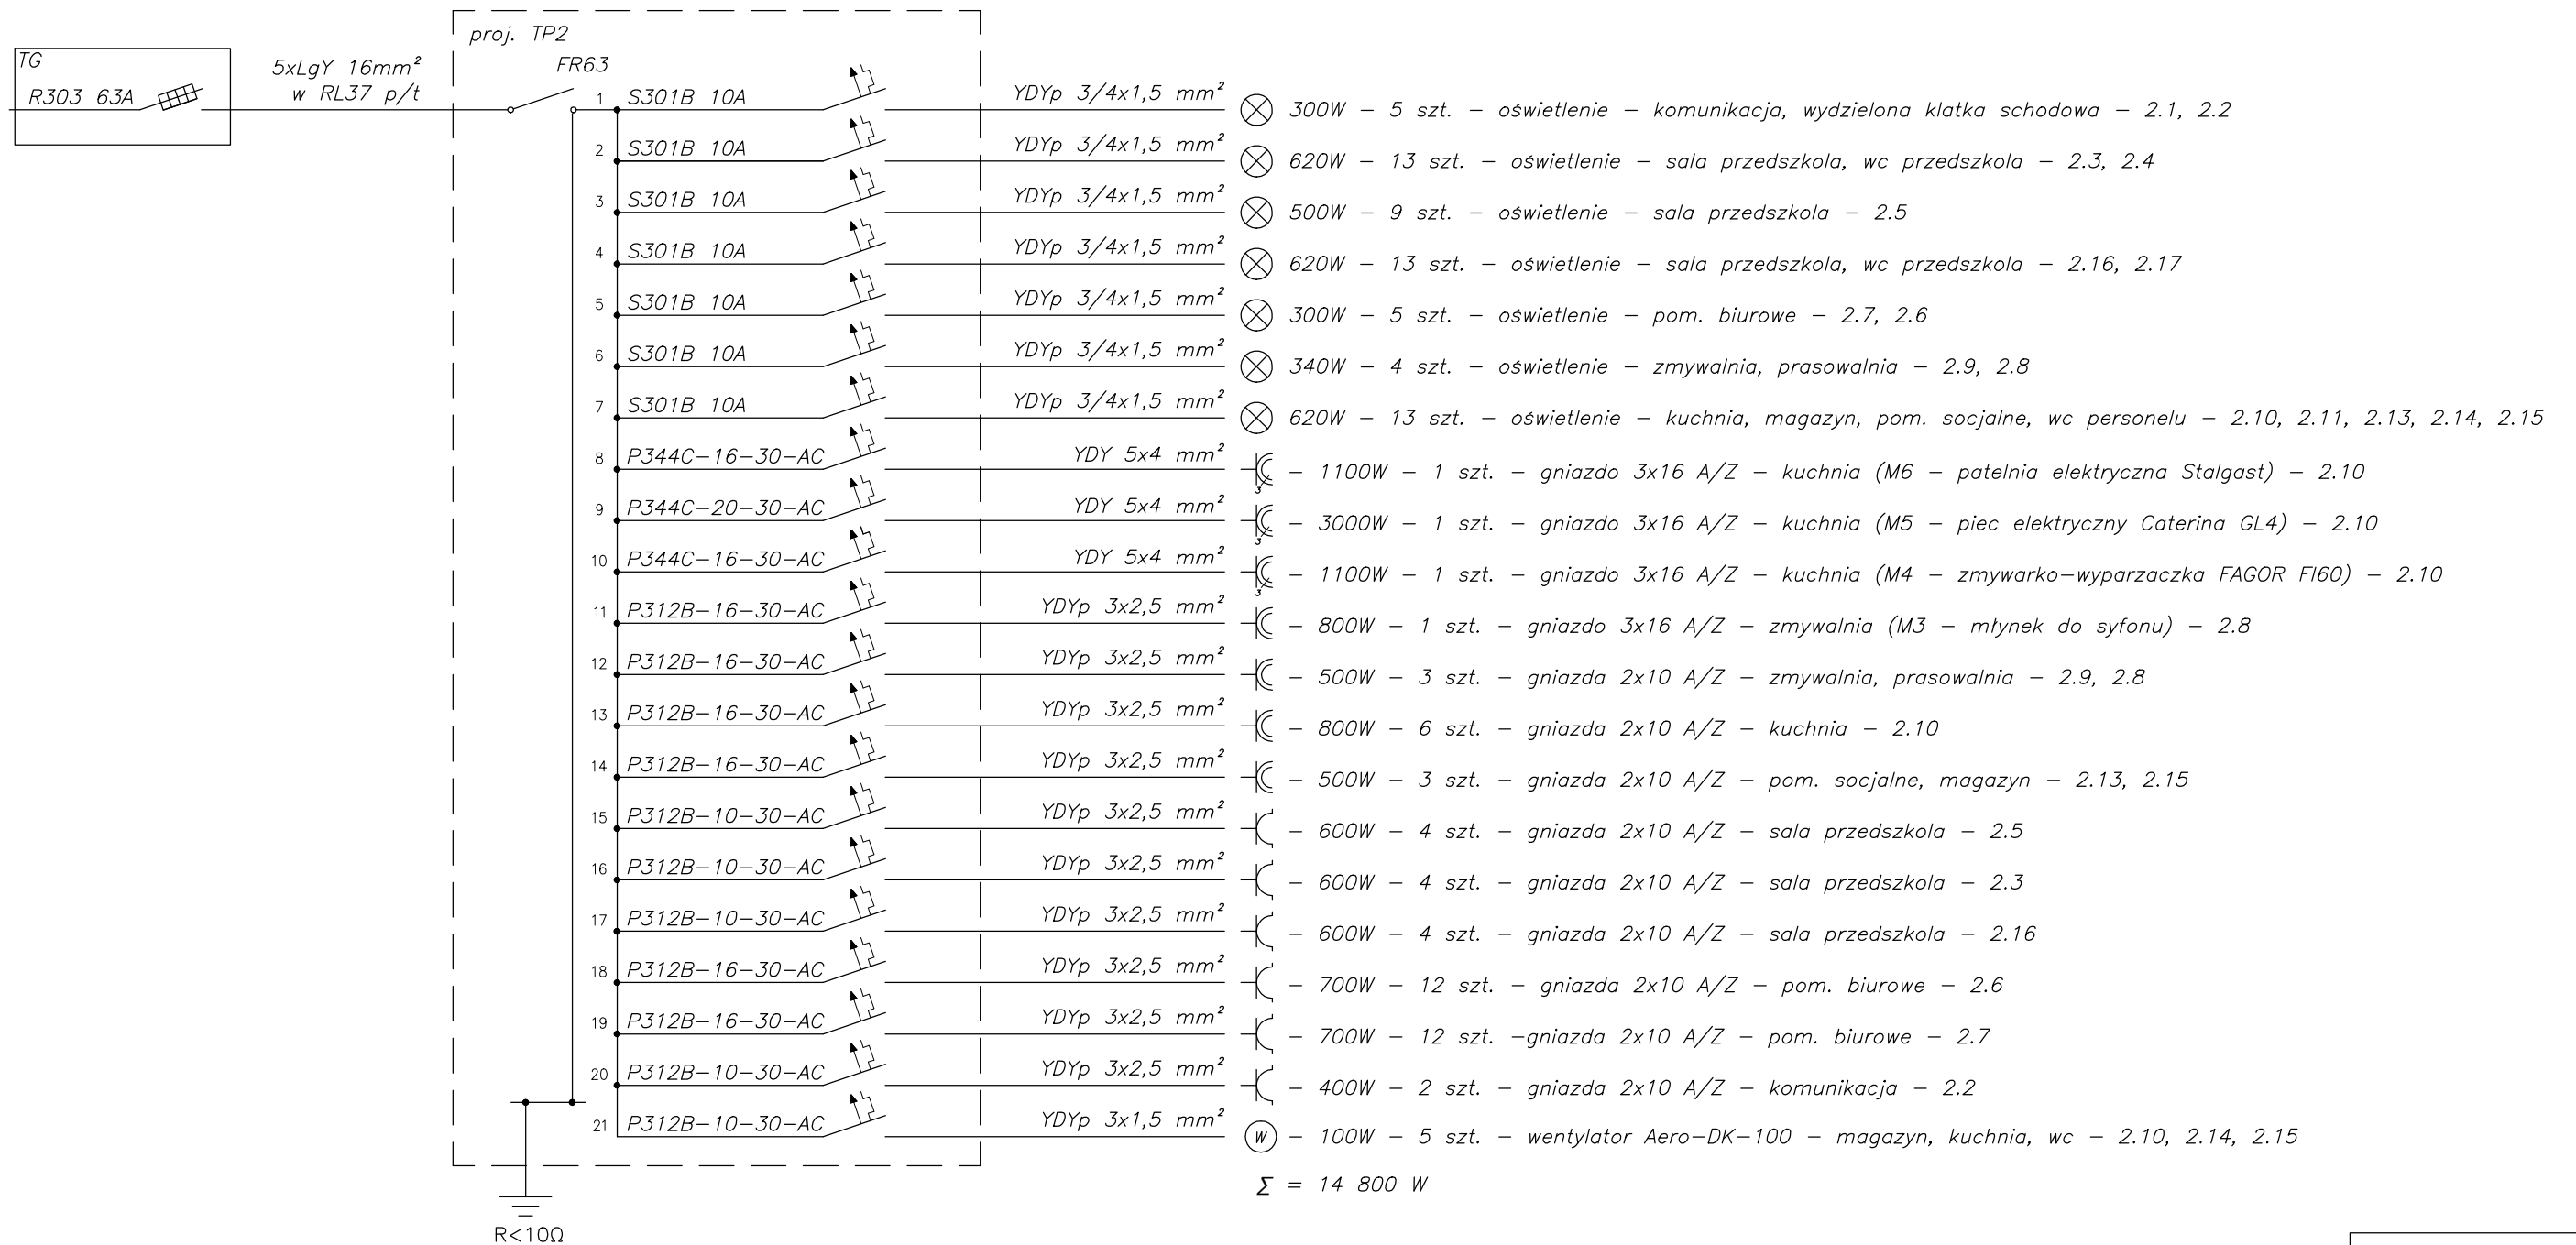 proj. TP2
TG
R303 63A
5xLgY 16mm²
w RL37 p/t
FR63
1 S301B 10A YDYp 3/4x1,5 mm² 300W – 5 szt. – oświetlenie – komunikacja, wydzielona klatka schodowa – 2.1, 2.2
2 S301B 10A YDYp 3/4x1,5 mm² 620W – 13 szt. – oświetlenie – sala przedszkola, wc przedszkola – 2.3, 2.4
3 S301B 10A YDYp 3/4x1,5 mm² 500W – 9 szt. – oświetlenie – sala przedszkola – 2.5
4 S301B 10A YDYp 3/4x1,5 mm² 620W – 13 szt. – oświetlenie – sala przedszkola, wc przedszkola – 2.16, 2.17
5 S301B 10A YDYp 3/4x1,5 mm² 300W – 5 szt. – oświetlenie – pom. biurowe – 2.7, 2.6
6 S301B 10A YDYp 3/4x1,5 mm² 340W – 4 szt. – oświetlenie – zmywalnia, prasowalnia – 2.9, 2.8
7 S301B 10A YDYp 3/4x1,5 mm² 620W – 13 szt. – oświetlenie – kuchnia, magazyn, pom. socjalne, wc personelu – 2.10, 2.11, 2.13, 2.14, 2.15
8 P344C–16–30–AC YDY 5x4 mm² 3 – 1100W – 1 szt. – gniazdo 3x16 A/Z – kuchnia (M6 – patelnia elektryczna Stalgast) – 2.10
9 P344C–20–30–AC YDY 5x4 mm² 3 – 3000W – 1 szt. – gniazdo 3x16 A/Z – kuchnia (M5 – piec elektryczny Caterina GL4) – 2.10
10 P344C–16–30–AC YDY 5x4 mm² 3 – 1100W – 1 szt. – gniazdo 3x16 A/Z – kuchnia (M4 – zmywarko–wyparzaczka FAGOR FI60) – 2.10
11 P312B–16–30–AC YDYp 3x2,5 mm² – 800W – 1 szt. – gniazdo 3x16 A/Z – zmywalnia (M3 – młynek do syfonu) – 2.8
12 P312B–16–30–AC YDYp 3x2,5 mm² – 500W – 3 szt. – gniazda 2x10 A/Z – zmywalnia, prasowalnia – 2.9, 2.8
13 P312B–16–30–AC YDYp 3x2,5 mm² – 800W – 6 szt. – gniazda 2x10 A/Z – kuchnia – 2.10
14 P312B–16–30–AC YDYp 3x2,5 mm² – 500W – 3 szt. – gniazda 2x10 A/Z – pom. socjalne, magazyn – 2.13, 2.15
15 P312B–10–30–AC YDYp 3x2,5 mm² – 600W – 4 szt. – gniazda 2x10 A/Z – sala przedszkola – 2.5
16 P312B–10–30–AC YDYp 3x2,5 mm² – 600W – 4 szt. – gniazda 2x10 A/Z – sala przedszkola – 2.3
17 P312B–10–30–AC YDYp 3x2,5 mm² – 600W – 4 szt. – gniazda 2x10 A/Z – sala przedszkola – 2.16
18 P312B–16–30–AC YDYp 3x2,5 mm² – 700W – 12 szt. – gniazda 2x10 A/Z – pom. biurowe – 2.6
19 P312B–16–30–AC YDYp 3x2,5 mm² – 700W – 12 szt. –gniazda 2x10 A/Z – pom. biurowe – 2.7
20 P312B–10–30–AC YDYp 3x2,5 mm² – 400W – 2 szt. – gniazda 2x10 A/Z – komunikacja – 2.2
21 P312B–10–30–AC YDYp 3x1,5 mm² W – 100W – 5 szt. – wentylator Aero–DK–100 – magazyn, kuchnia, wc – 2.10, 2.14, 2.15
Σ = 14 800 W
R<10Ω